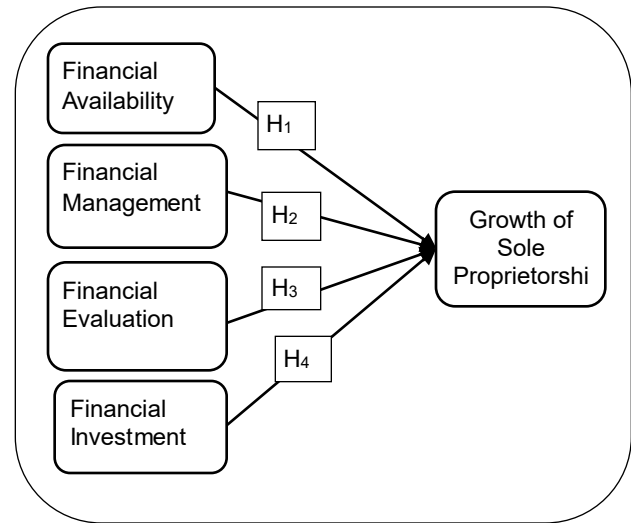 Financial
Availability
H₁
Financial
Management
H₂
Growth of
Sole
Proprietorshi
Financial
Evaluation
H₃
Financial
Investment
H₄